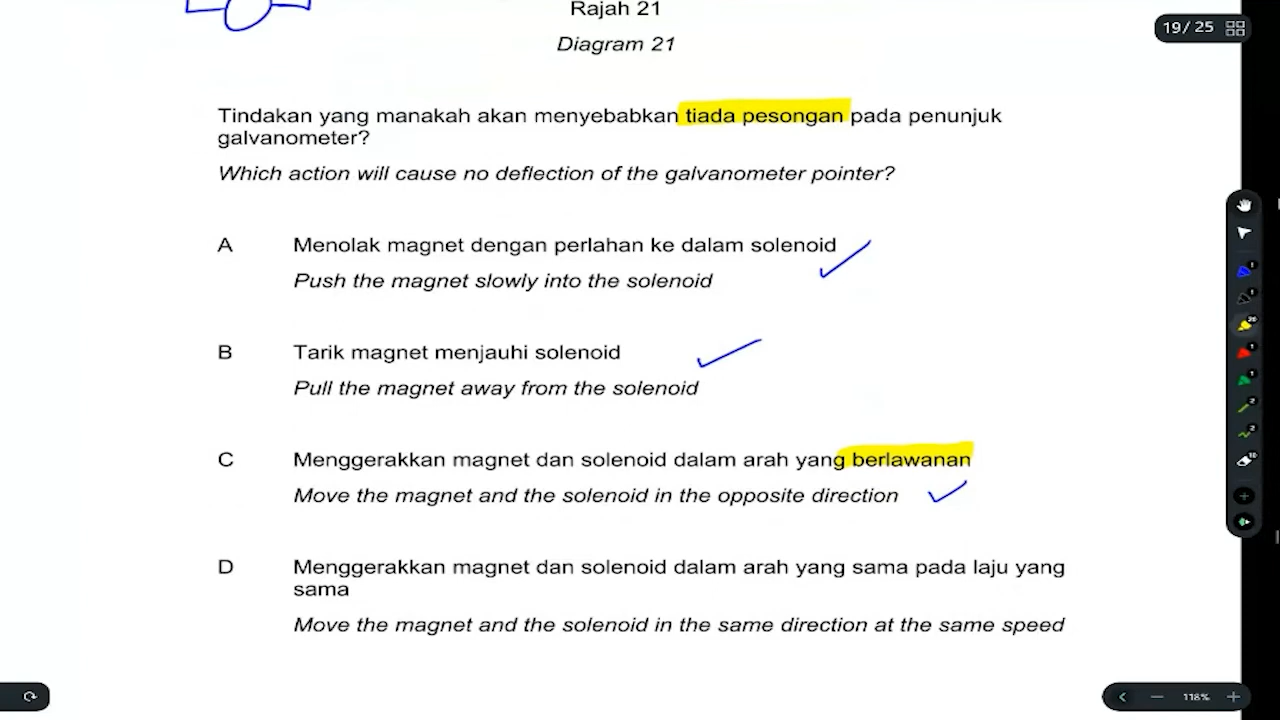 Rajah 21
19/ 25
Diagram 21
Tindakan yang manakah akan menyebabkan tiada pesongan pada penunjuk
galvanometer?
Which action will cause no deflection of the galvanometer pointer?
A Menolak magnet dengan perlahan ke dalam solenoid
Push the magnet slowly into the solenoid
B Tarik magnet menjauhi solenoid
Pull the magnet away from the solenoid
C Menggerakkan magnet dan solenoid dalam arah yang berlawanan
Move the magnet and the solenoid in the opposite direction
D Menggerakkan magnet dan solenoid dalam arah yang sama pada laju yang
sama
Move the magnet and the solenoid in the same direction at the same speed
118%